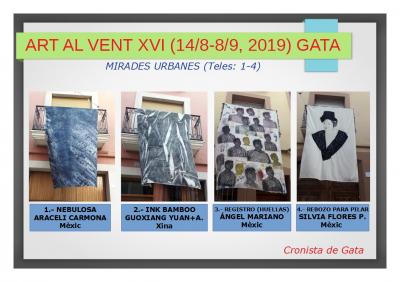 ART AL VENT XVI (14/8-8/9, 2019) GATA
MIRADES URBANES (Teles: 1-4)
1.- NEBULOSA
ARACELI CARMONA
Mèxic
2.- INK BAMBOO
GUOXIANG YUAN+A.
Xina
3.- REGISTRO (HUELLAS)
ÁNGEL MARIANO
Mèxic
4.- REBOZO PARA PILAR
SILVIA FLORES P.
Mèxic
Cronista de Gata